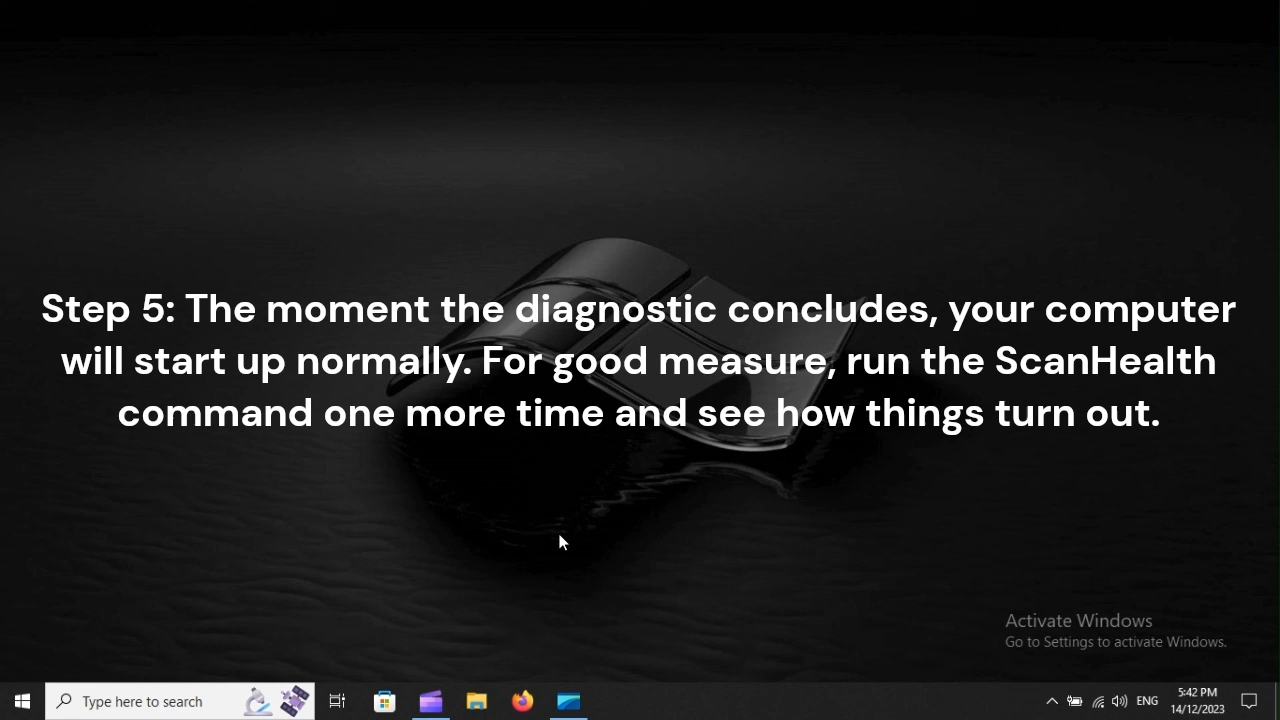 Step 5: The moment the diagnostic concludes, your computer
will start up normally. For good measure, run the ScanHealth
command one more time and see how things turn out.
Activate Windows
Go to Settings to activate Windows.
Type here to search
ENG
5:42 PM
14/12/2023